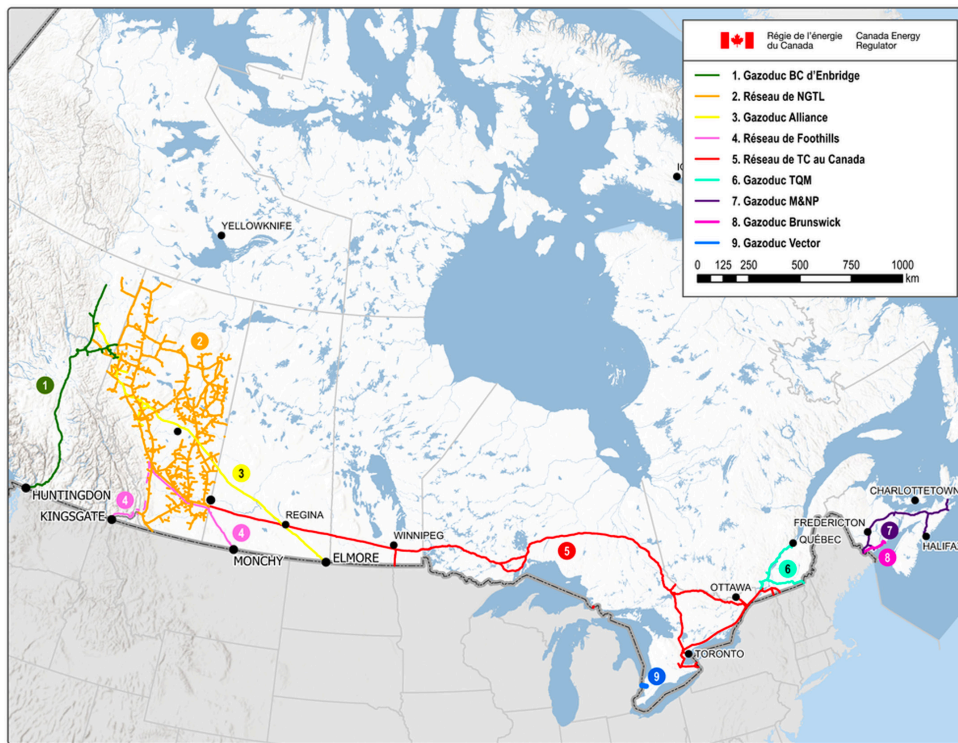 Régie de l'énergie
du Canada
Canada Energy
Regulator
1. Gazoduc BC d'Enbridge
2. Réseau de NGTL
3. Gazoduc Alliance
4. Réseau de Foothills
5. Réseau de TC au Canada
6. Gazoduc TQM
7. Gazoduc M&NP
8. Gazoduc Brunswick
9. Gazoduc Vector
0 125 250 500 750 1000
km
YELLOWKNIFE
2
1
3
4
HUNTINGDON
KINGSGATE
REGINA
4
MONCHY
ELMORE
WINNIPEG
5
OTTAWA
TORONTO
9
QUÉBEC
6
FREDERICTON
CHARLOTTETOWN
7
HALIFAX
8